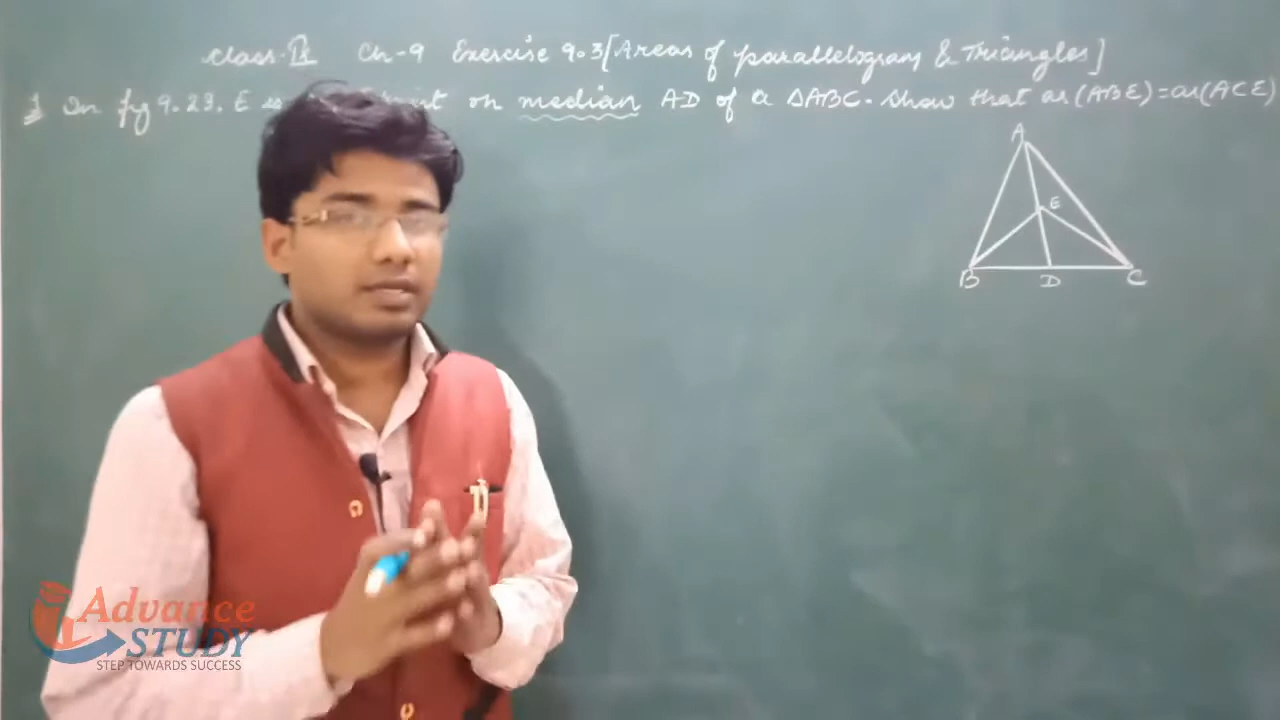 Class-IX Ch-9 Exercise 9.3[Areas of parallelogram & Triangles]
In fig 9.23, E is on median AD of a ΔABC. Show that ar(ABE)=ar(ACE)
A
E
B D C
Advance
STUDY
STEP TOWARDS SUCCESS